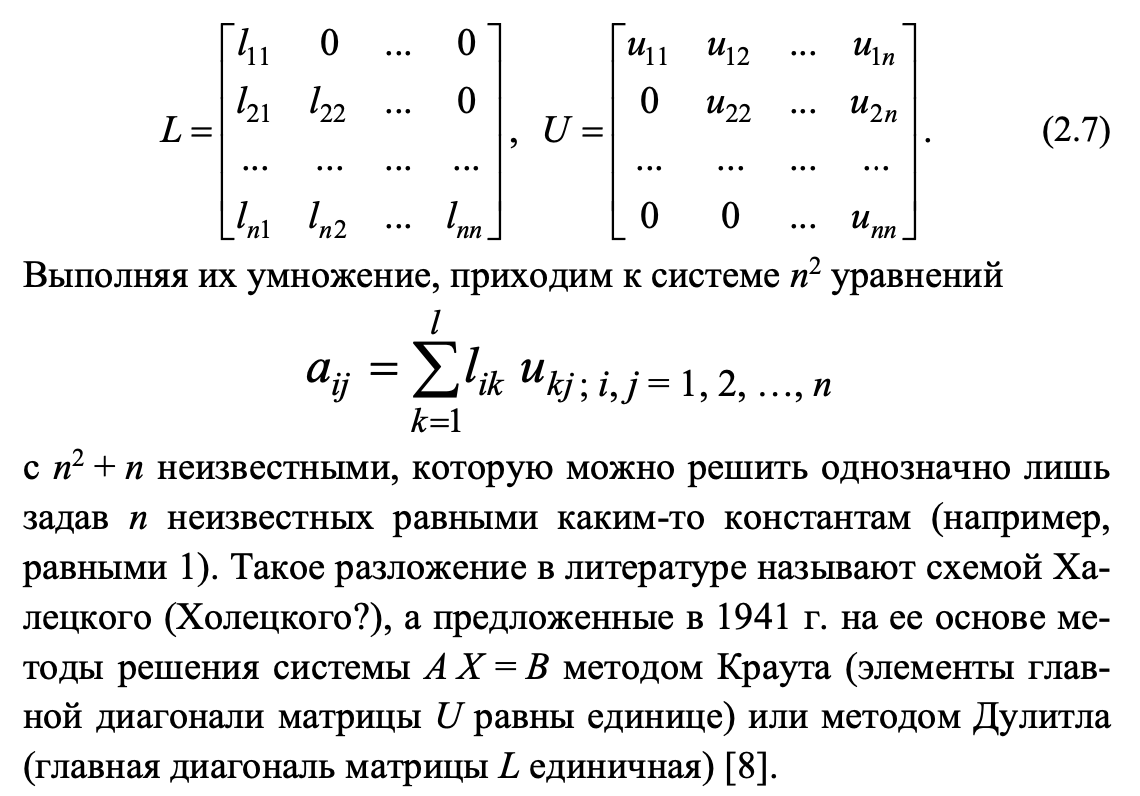 L = [ l11 0 ... 0 ; l21 l22 ... 0 ; ... ... ... ... ; ln1 ln2 ... lnn ] , U = [ u11 u12 ... u1n ; 0 u22 ... u2n ; ... ... ... ... ; 0 0 ... unn ] . (2.7)
Выполняя их умножение, приходим к системе n² уравнений
aij = ∑_{k=1}^{l} lik ukj ; i, j = 1, 2, …, n
с n² + n неизвестными, которую можно решить однозначно лишь
задав n неизвестных равными каким-то константам (например,
равными 1). Такое разложение в литературе называют схемой Ха-
лецкого (Холецкого?), а предложенные в 1941 г. на ее основе ме-
тоды решения системы A X = B методом Краута (элементы глав-
ной диагонали матрицы U равны единице) или методом Дулитла
(главная диагональ матрицы L единичная) [8].